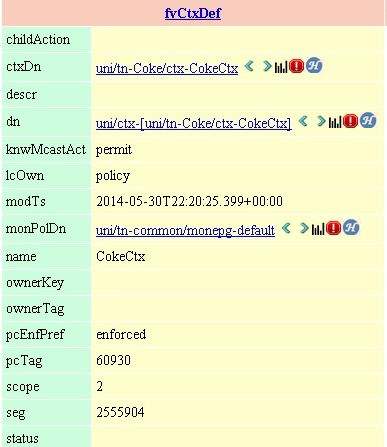 fvCtxDef
childAction
ctxDn uni/tn-Coke/ctx-CokeCtx
descr
dn uni/ctx-[uni/tn-Coke/ctx-CokeCtx]
knwMcastAct permit
lcOwn policy
modTs 2014-05-30T22:20:25.399+00:00
monPolDn uni/tn-common/monepg-default
name CokeCtx
ownerKey
ownerTag
pcEnfPref enforced
pcTag 60930
scope 2
seg 2555904
status